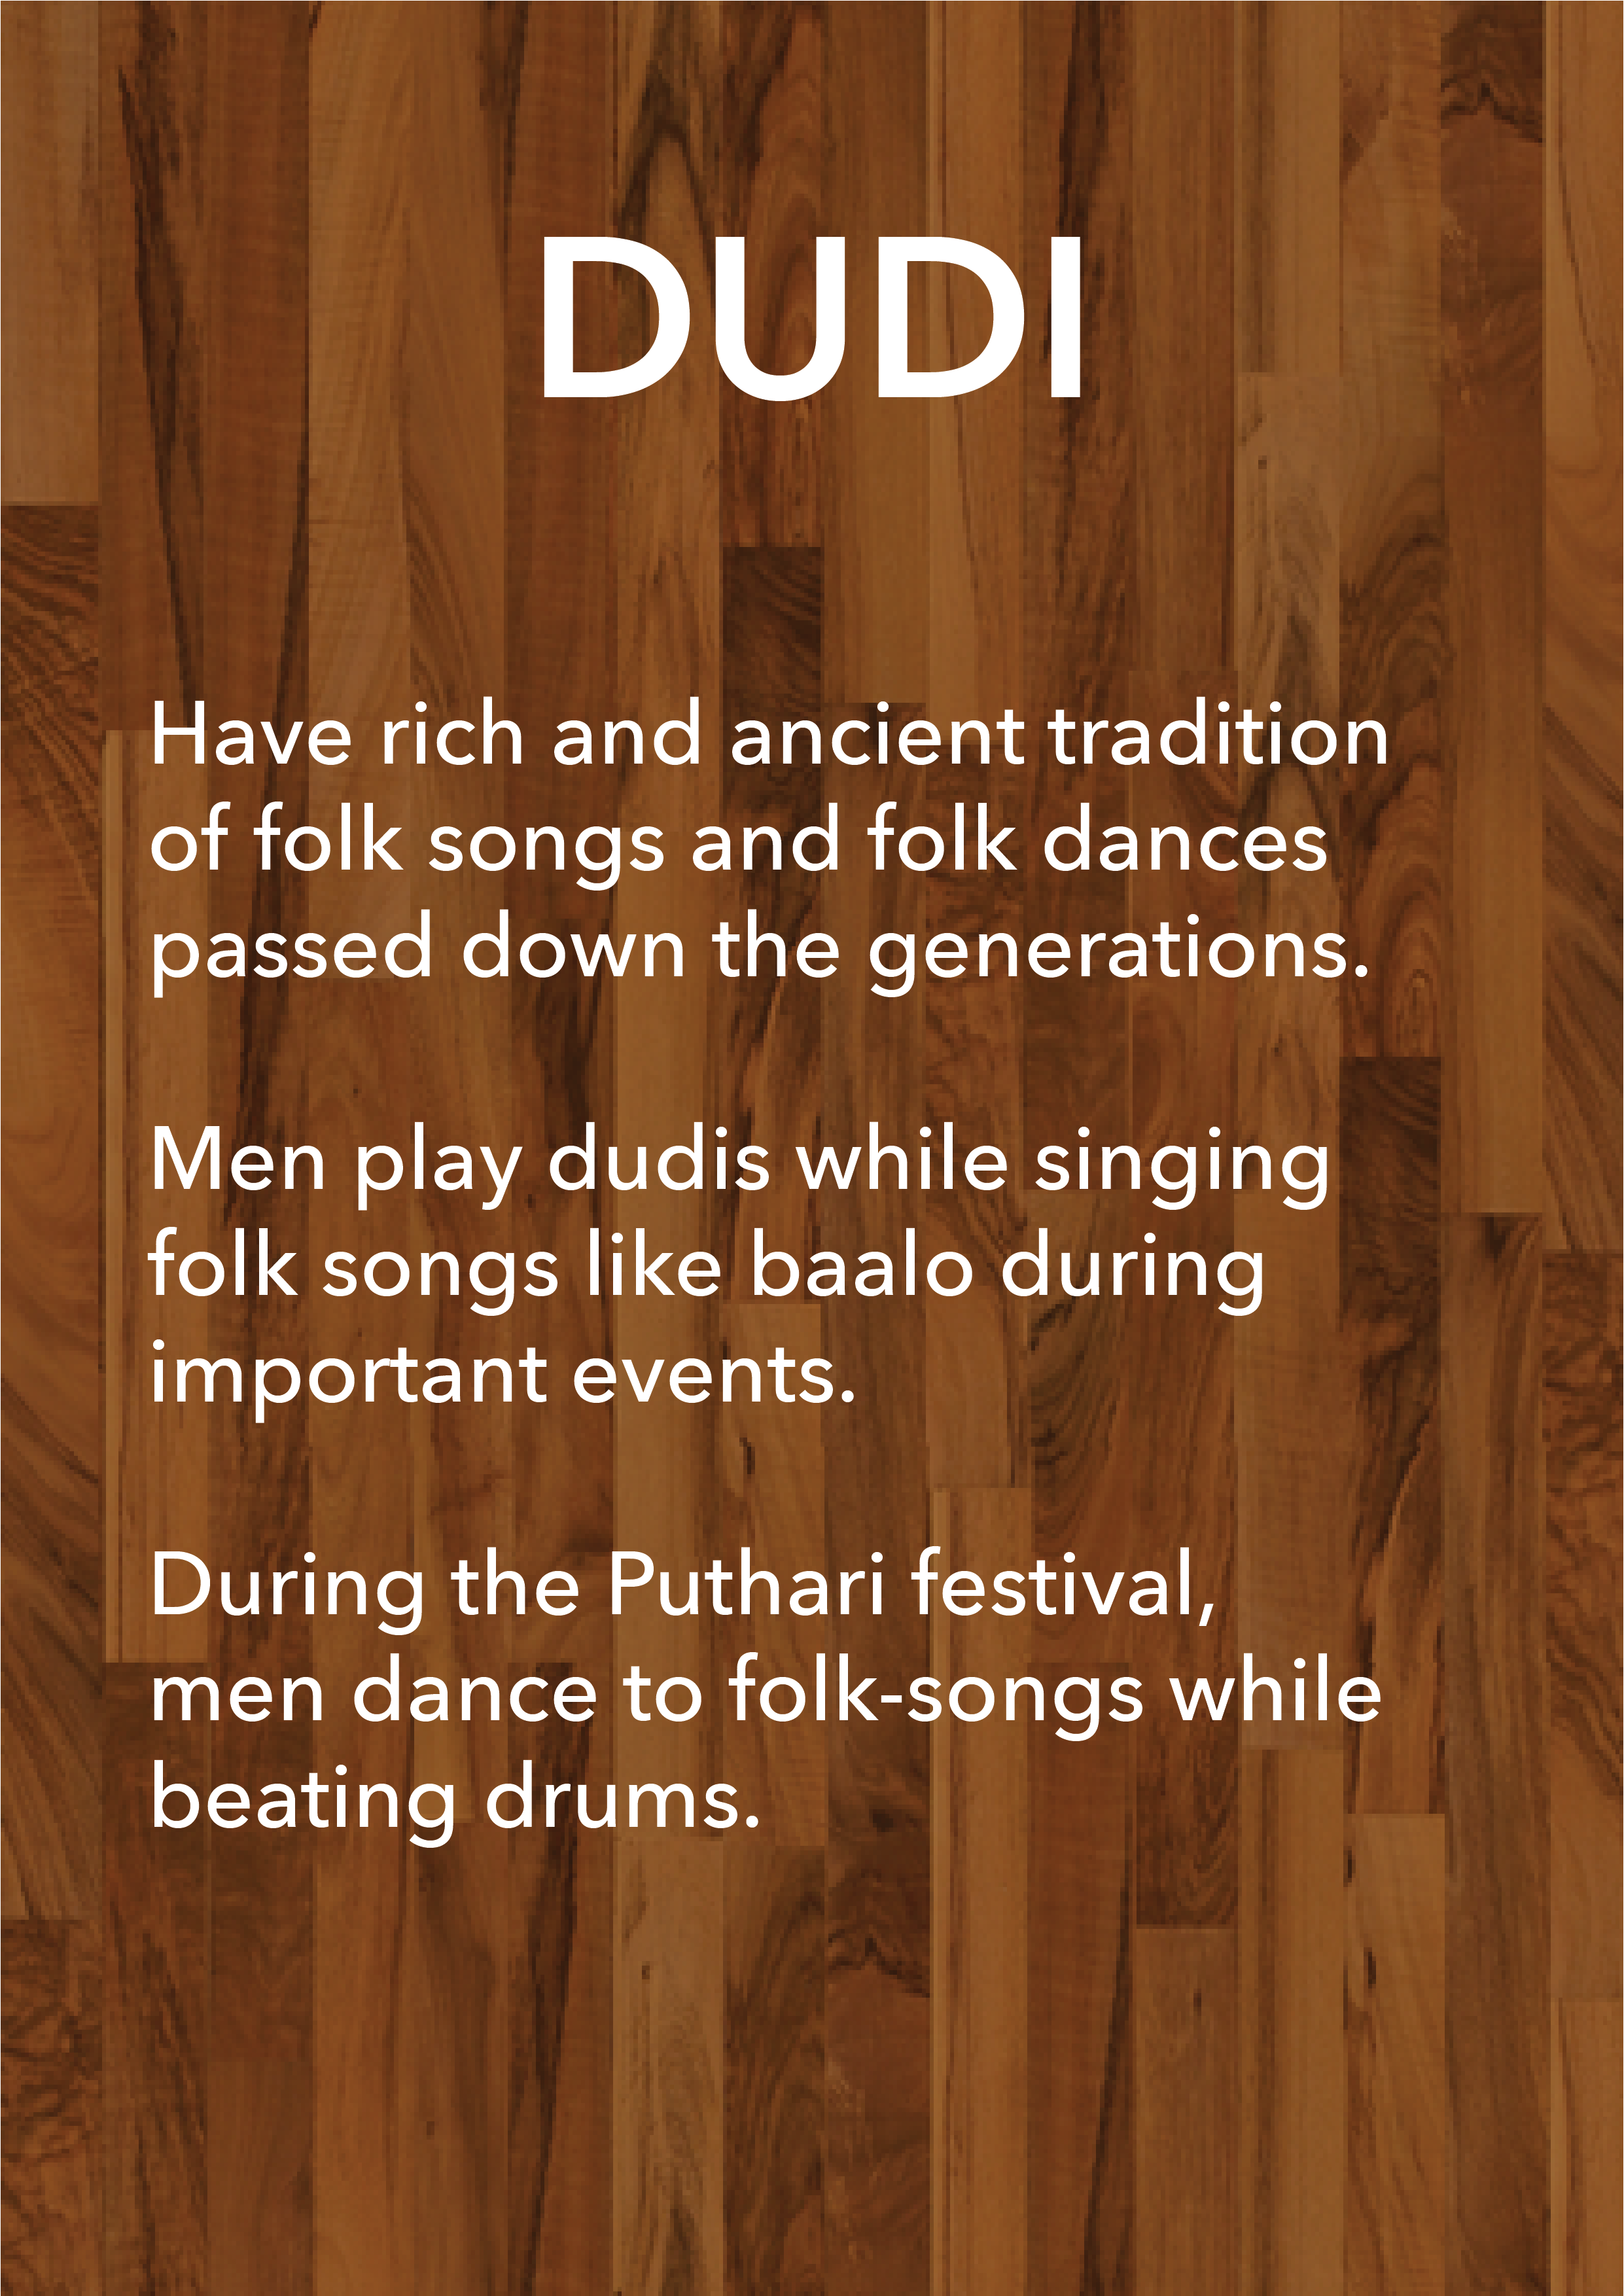 DUDI
Have rich and ancient tradition
of folk songs and folk dances
passed down the generations.
Men play dudis while singing
folk songs like baalo during
important events.
During the Puthari festival,
men dance to folk-songs while
beating drums.